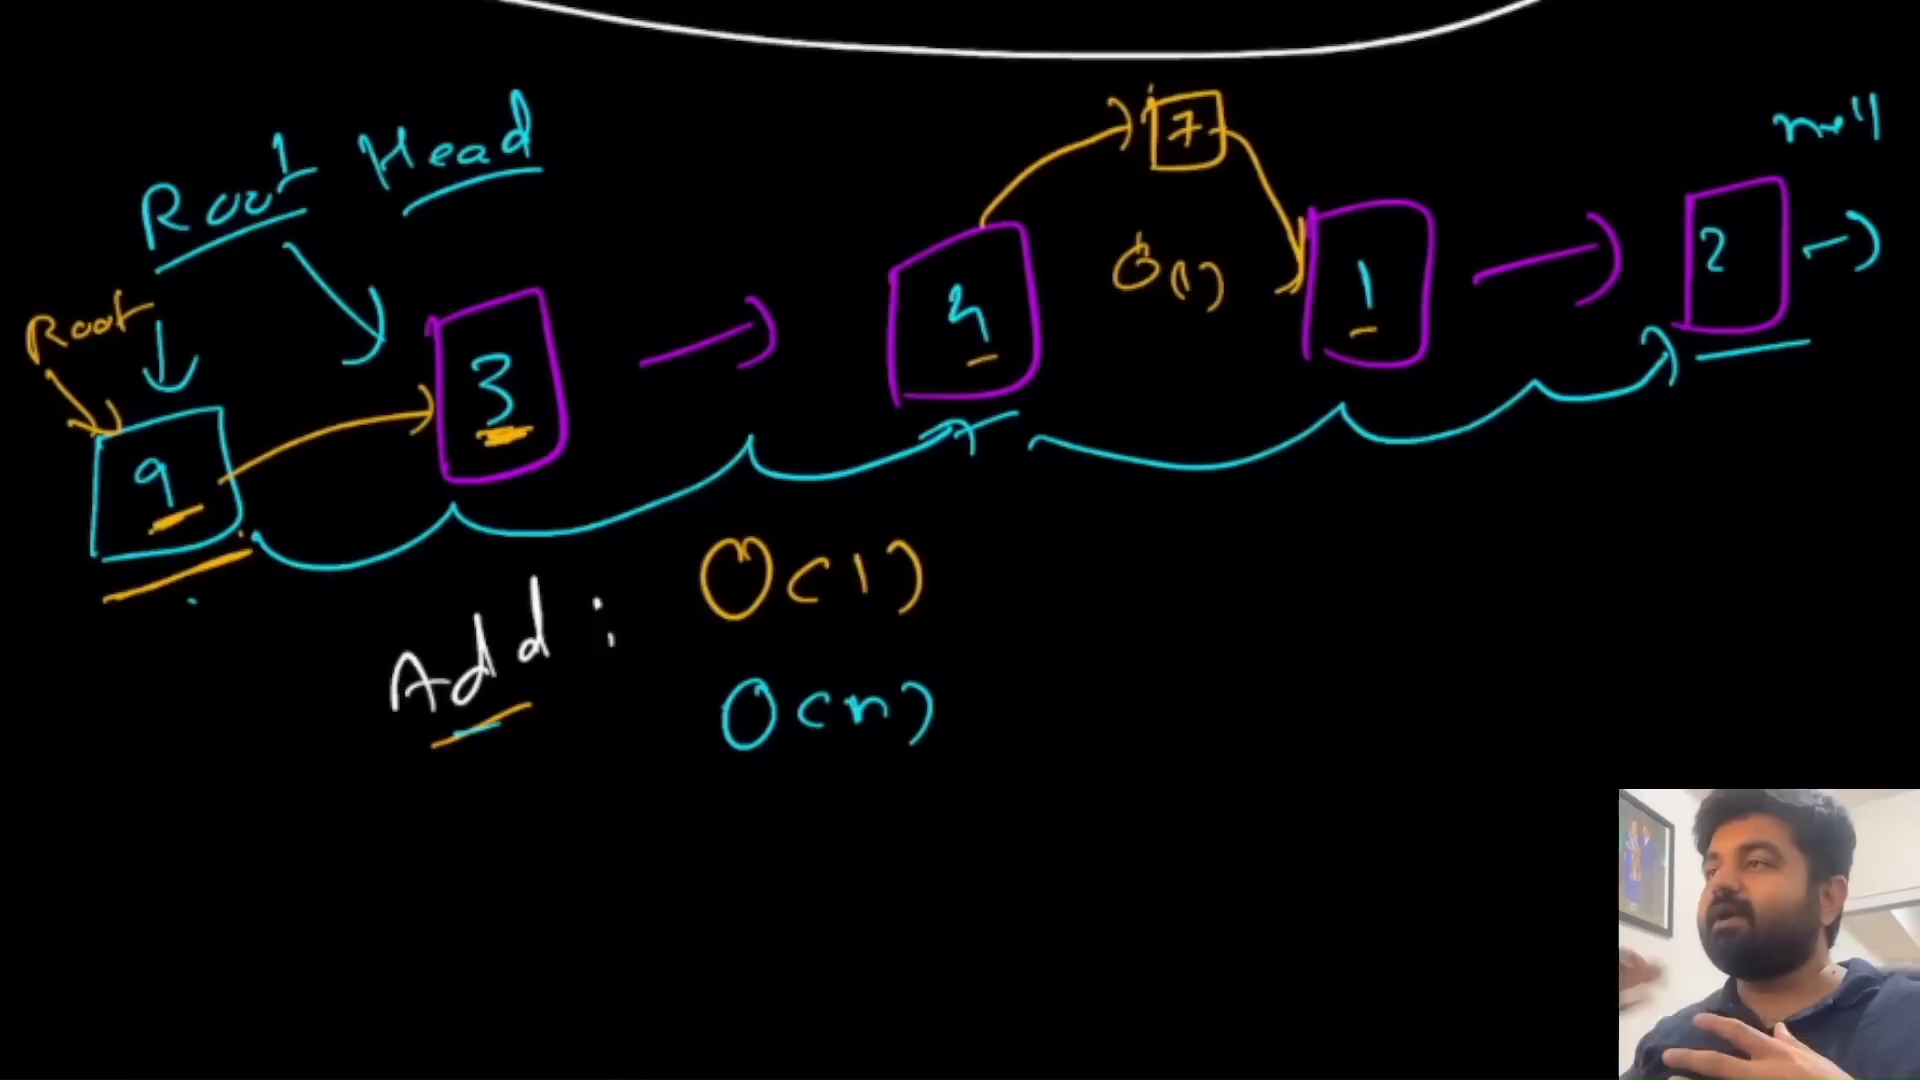 Root Head
null
7
Root
O(1)
9
3
4
1
2
Add : O(1)
O(n)